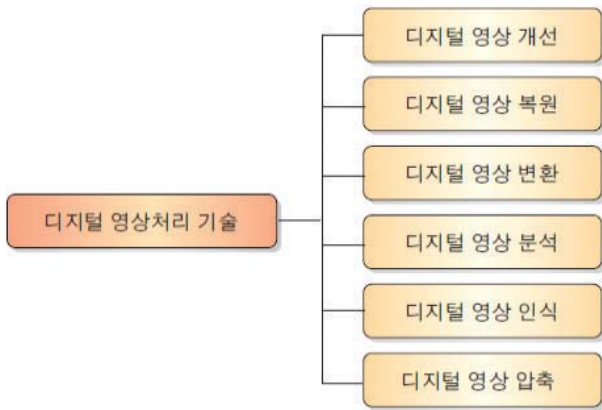 디지털 영상처리 기술
디지털 영상 개선
디지털 영상 복원
디지털 영상 변환
디지털 영상 분석
디지털 영상 인식
디지털 영상 압축